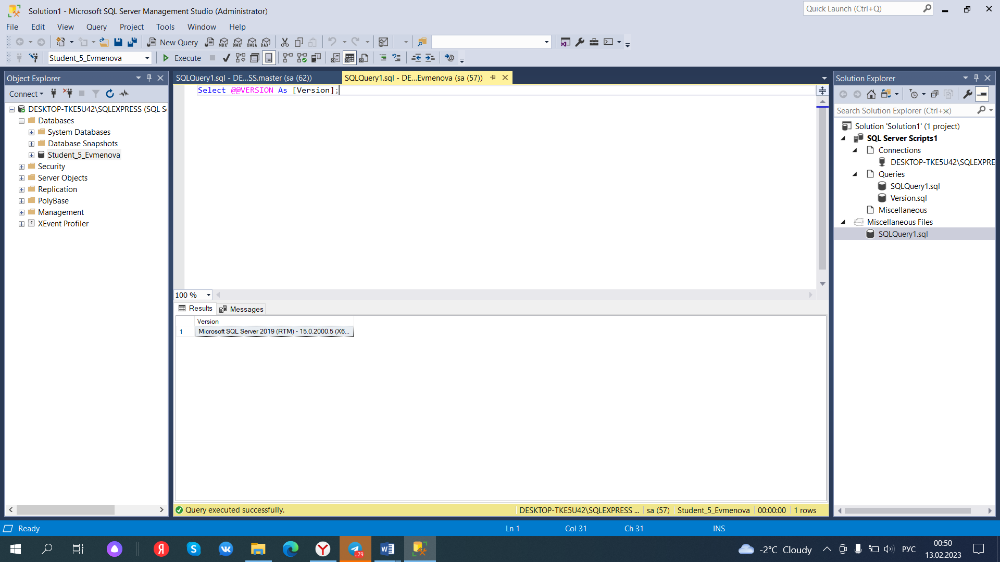 Solution1 - Microsoft SQL Server Management Studio (Administrator)
Quick Launch (Ctrl+Q)
File Edit View Query Project Tools Window Help
New Query
MDX DMX XMLA DAX
Student_5_Evmenova
Execute
Object Explorer
Connect
DESKTOP-TKE5U42\SQLEXPRESS (SQL S
Databases
System Databases
Database Snapshots
Student_5_Evmenova
Security
Server Objects
Replication
PolyBase
Management
XEvent Profiler
SQLQuery1.sql - DE...SS.master (sa (62))
SQLQuery1.sql - DE...Evmenova (sa (57))
Select @@VERSION As [Version];
100 %
Results
Messages
Version
1 Microsoft SQL Server 2019 (RTM) - 15.0.2000.5 (X6...
Query executed successfully.
DESKTOP-TKE5U42\SQLEXPRESS ...
sa (57)
Student_5_Evmenova
00:00:00
1 rows
Solution Explorer
Search Solution Explorer (Ctrl+ж)
Solution 'Solution1' (1 project)
SQL Server Scripts1
Connections
DESKTOP-TKE5U42\SQLEXPRE
Queries
SQLQuery1.sql
Version.sql
Miscellaneous
Miscellaneous Files
SQLQuery1.sql
Ready
Ln 1
Col 31
Ch 31
INS
Я
..79
-2°C Cloudy
РУС
00:50
13.02.2023